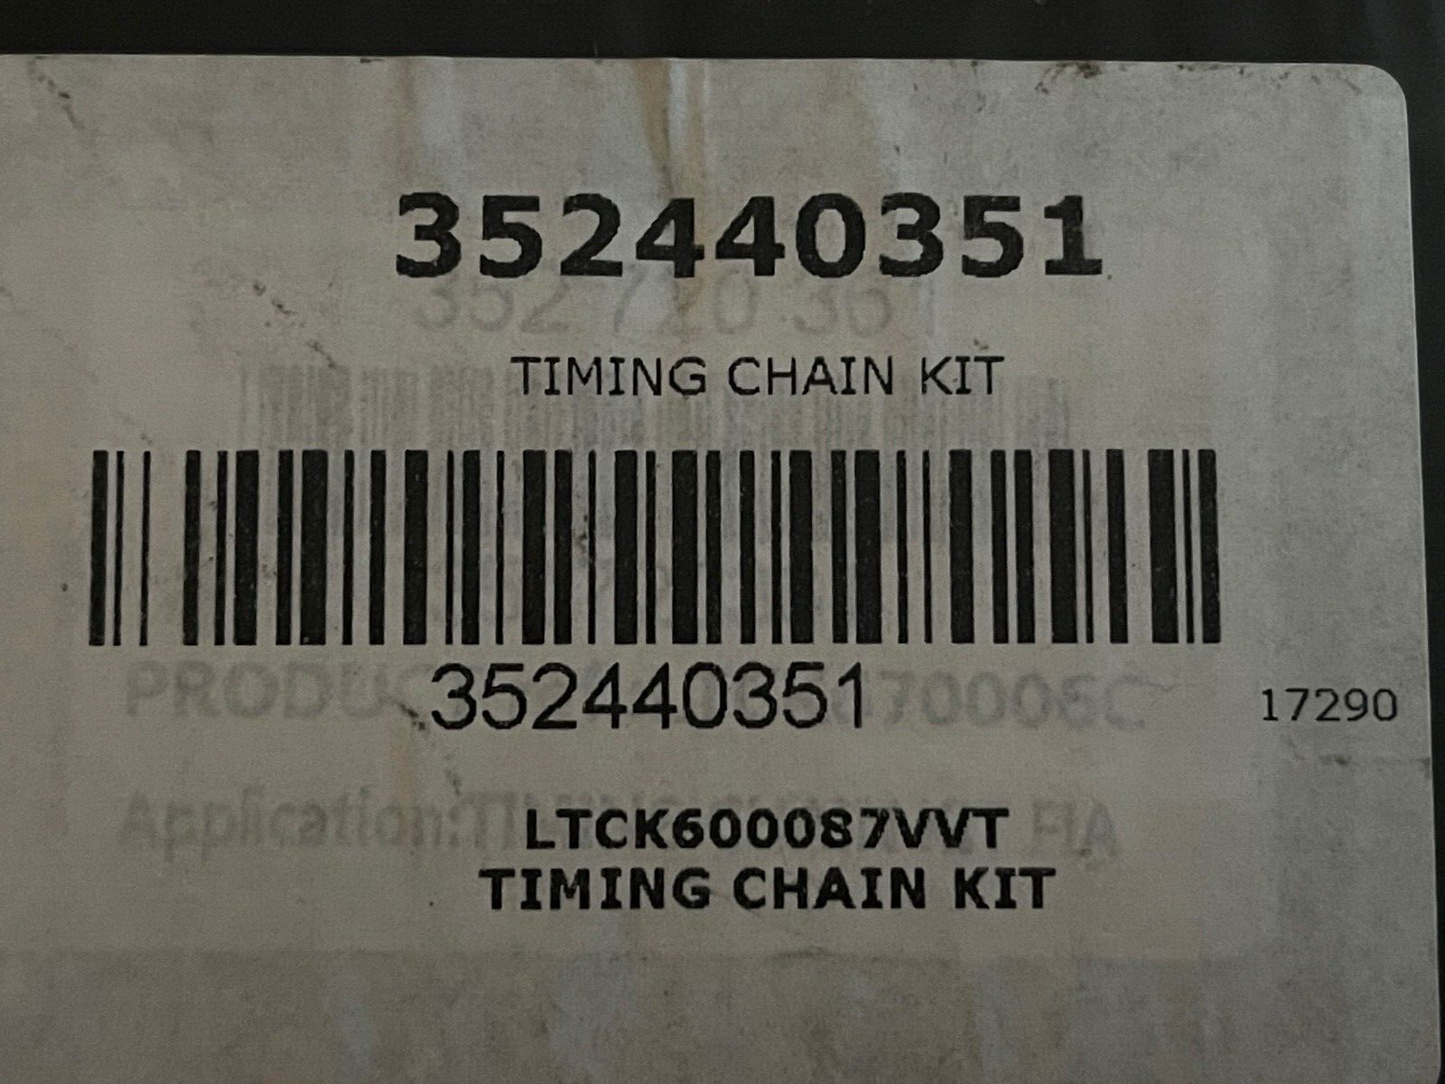 352440351
TIMING CHAIN KIT
352440351
17290
LTCK600087VVT
TIMING CHAIN KIT